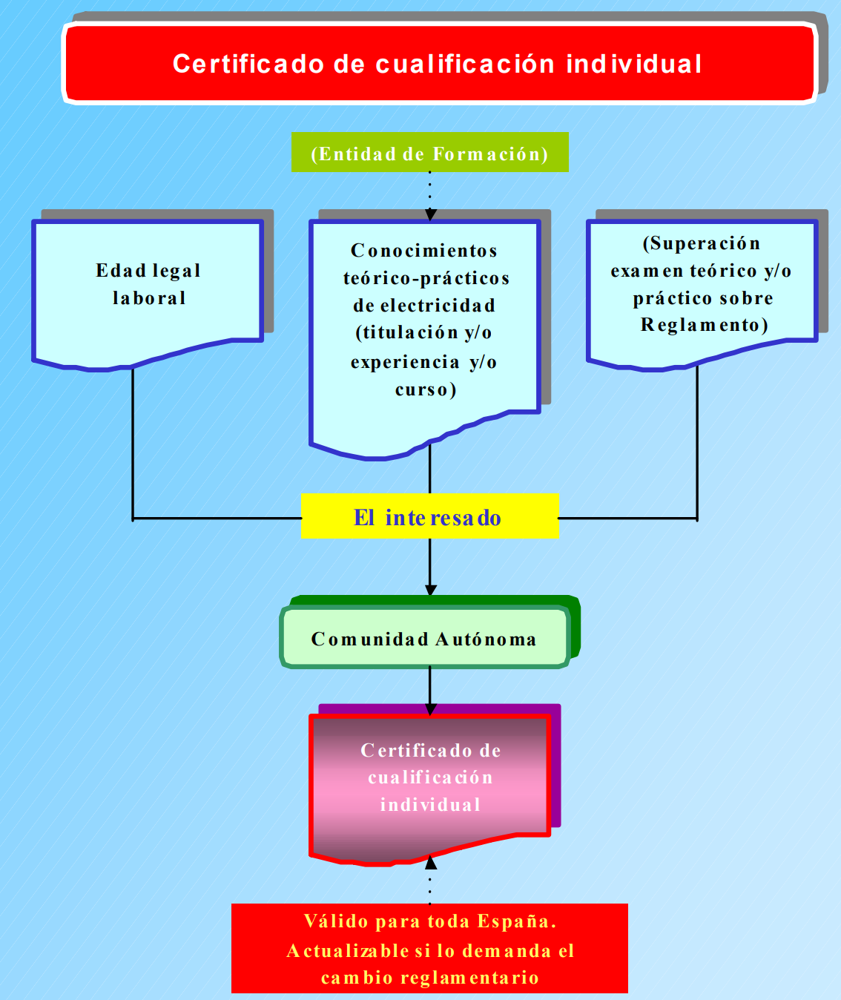 Certificado de cualificación individual
(Entidad de Formación)
Edad legal
laboral
Conocimientos
teórico-prácticos
de electricidad
(titulación y/o
experiencia y/o
curso)
(Superación
examen teórico y/o
práctico sobre
Reglamento)
El interesado
Comunidad Autónoma
Certificado de
cualificación
individual
Válido para toda España.
Actualizable si lo demanda el
cambio reglamentario